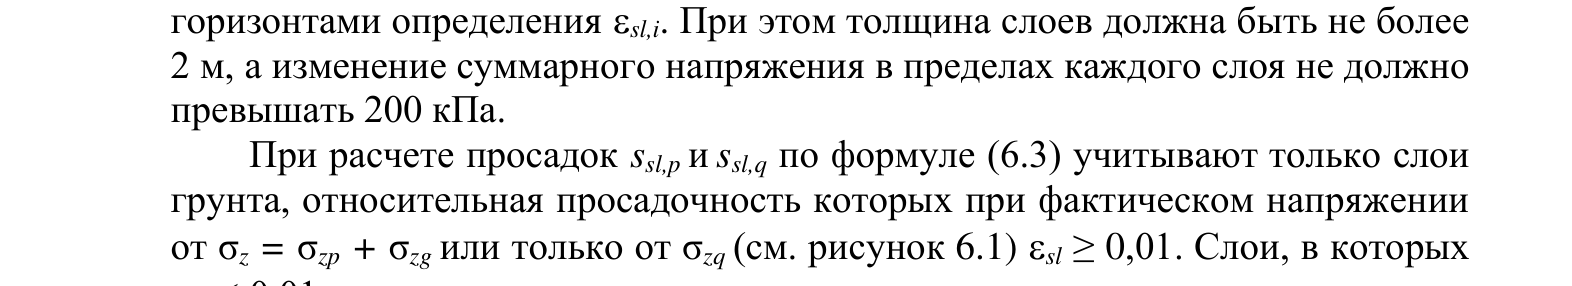 горизонтами определения εsl,i. При этом толщина слоев должна быть не более
2 м, а изменение суммарного напряжения в пределах каждого слоя не должно
превышать 200 кПа.
При расчете просадок ssl,p и ssl,q по формуле (6.3) учитывают только слои
грунта, относительная просадочность которых при фактическом напряжении
от σz = σzp + σzg или только от σzq (см. рисунок 6.1) εsl ≥ 0,01. Слои, в которых